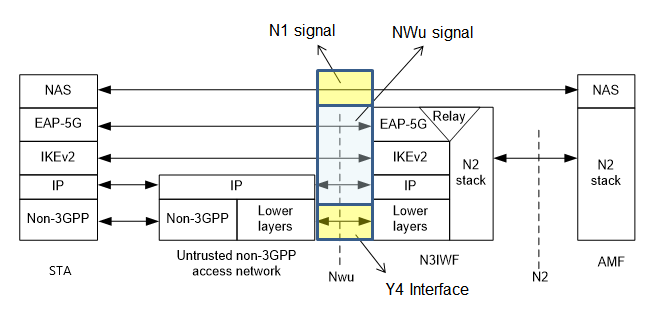 N1 signal
NWu signal
NAS
NAS
EAP-5G
EAP-5G
Relay
IKEv2
IKEv2
N2
stack
N2
stack
IP
IP
IP
Non-3GPP
Non-3GPP
Lower
layers
Lower
layers
STA
Untrusted non-3GPP
access network
Nwu
N3IWF
N2
AMF
Y4 Interface